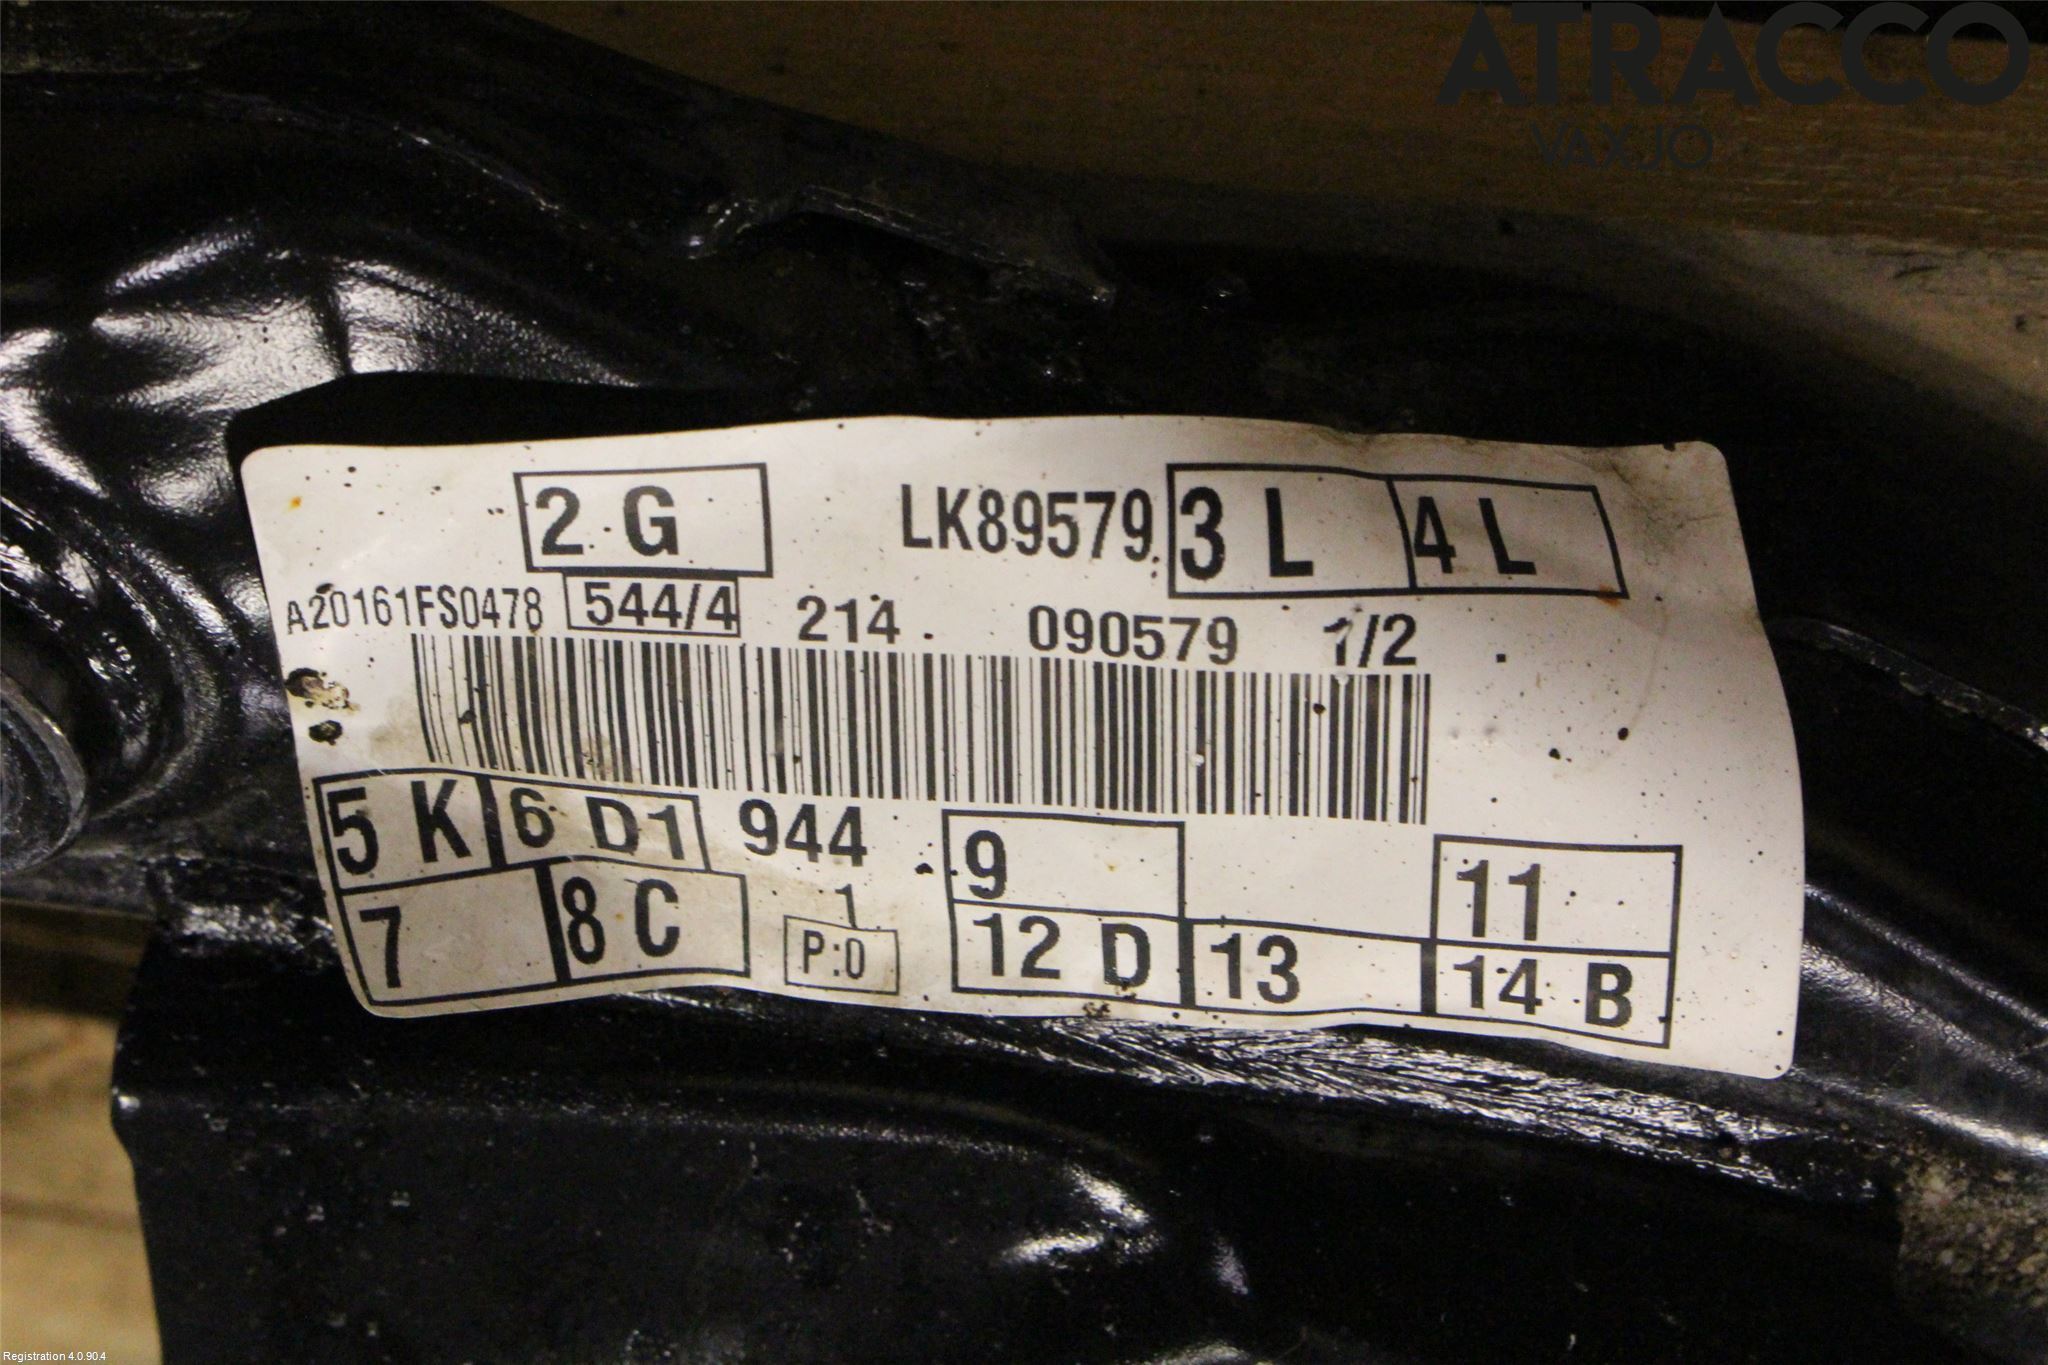 ATRACCO
VÄXJÖ
2 G LK89579 3 L 4 L
A20161FS0478 544/4 214 090579 1/2
5 K 6 D1 944 9 11
7 8 C 1 12 D 13 14 B
P:0
Registration 4.0.90.4